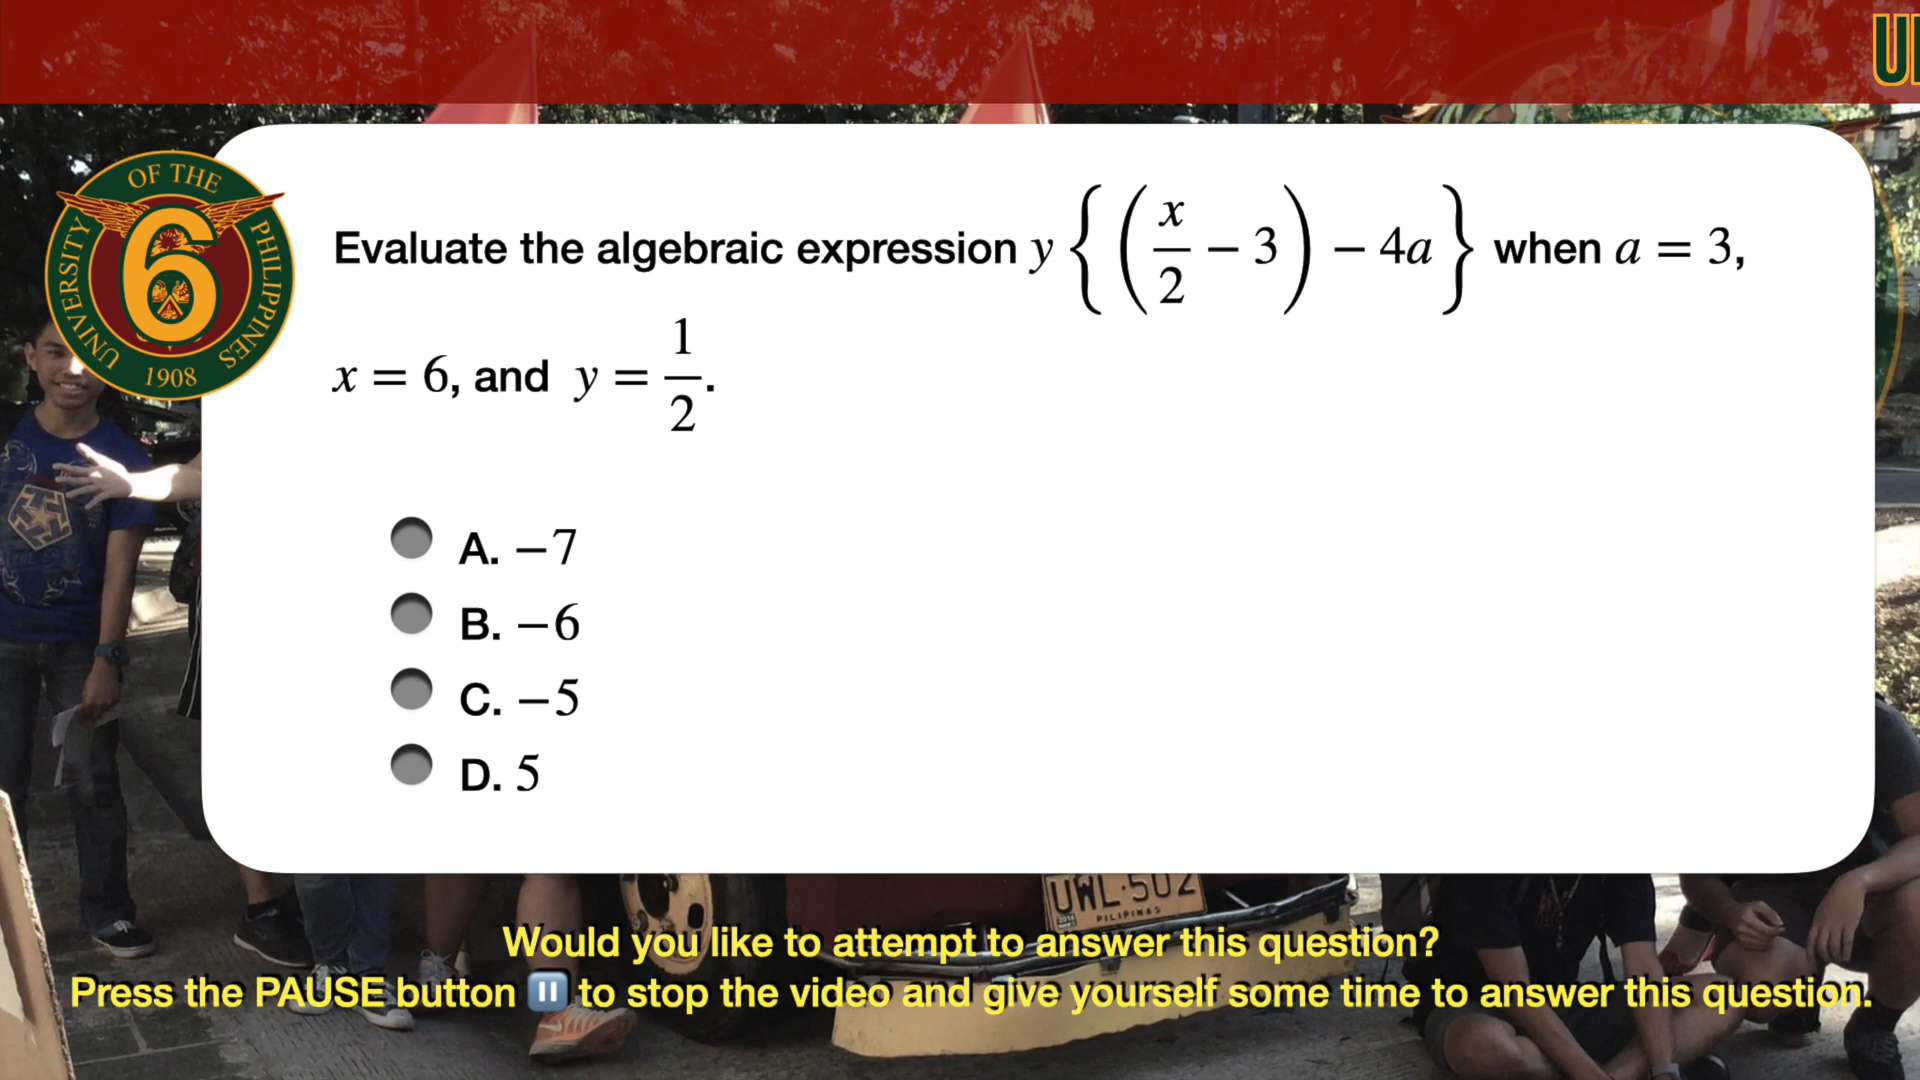 U
UNIVERSITY OF THE PHILIPPINES
6
1908
Evaluate the algebraic expression y{(x/2 − 3) − 4a} when a = 3,
x = 6, and y = 1/2.
A. −7
B. −6
C. −5
D. 5
UWL·502
2014
PILIPINAS
Would you like to attempt to answer this question?
Press the PAUSE button ⏸ to stop the video and give yourself some time to answer this question.